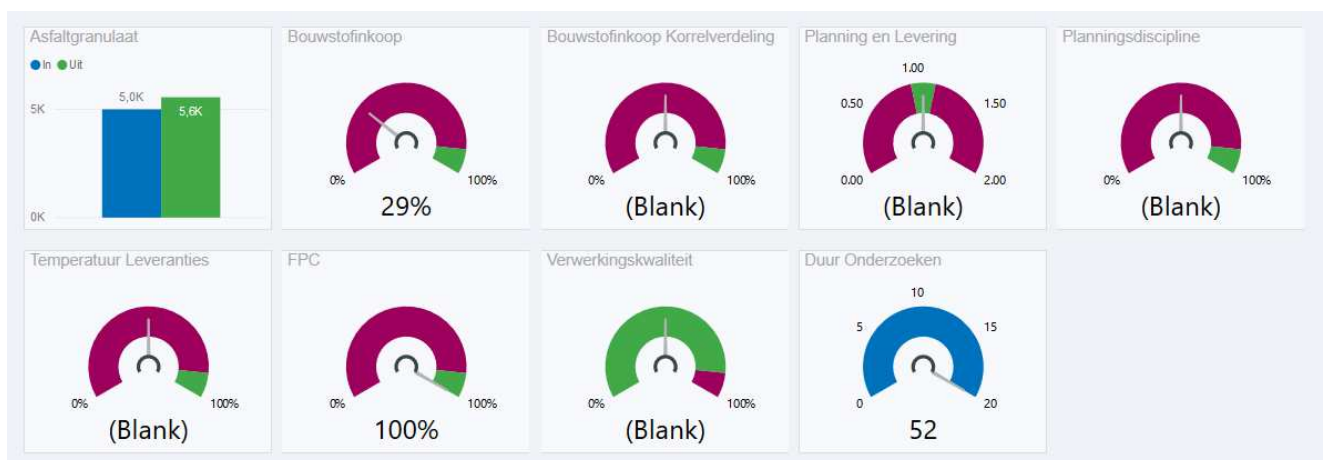 Asfaltgranulaat
In Uit
5,0K
5,6K
5K
0K
Bouwstofinkoop
0%
100%
29%
Bouwstofinkoop Korrelverdeling
0%
100%
(Blank)
Planning en Levering
1.00
0.50
1.50
0.00
2.00
(Blank)
Planningsdiscipline
0%
100%
(Blank)
Temperatuur Leveranties
0%
100%
(Blank)
FPC
0%
100%
100%
Verwerkingskwaliteit
0%
100%
(Blank)
Duur Onderzoeken
10
5
15
0
20
52